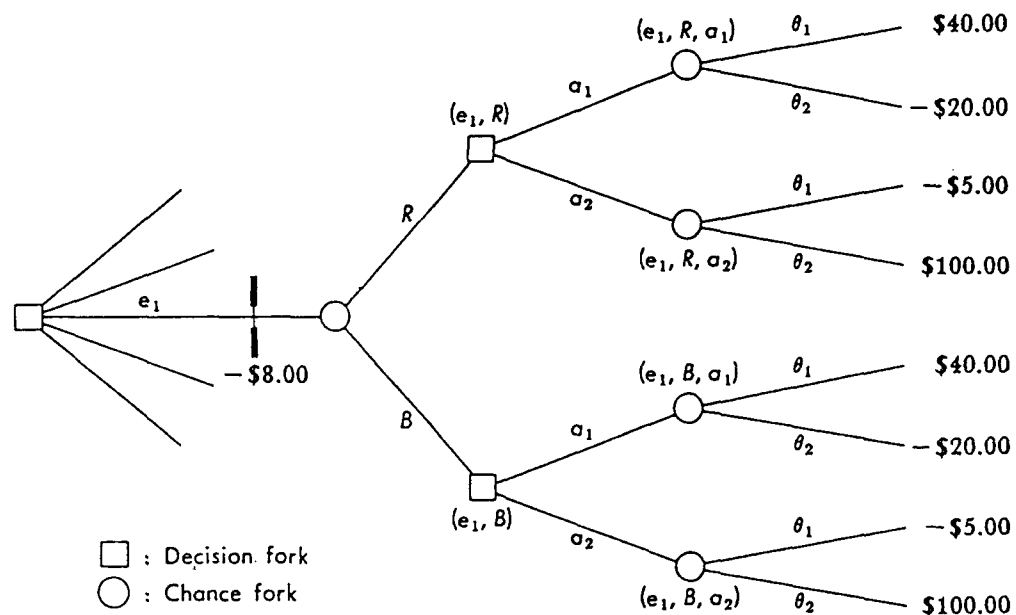 (e₁, R, a₁)
θ₁
$40.00
a₁
θ₂
−$20.00
(e₁, R)
a₂
θ₁
−$5.00
R
(e₁, R, a₂)
θ₂
$100.00
e₁
−$8.00
(e₁, B, a₁)
θ₁
$40.00
B
a₁
θ₂
−$20.00
(e₁, B)
a₂
θ₁
−$5.00
: Decision fork
: Chance fork
(e₁, B, a₂)
θ₂
$100.00